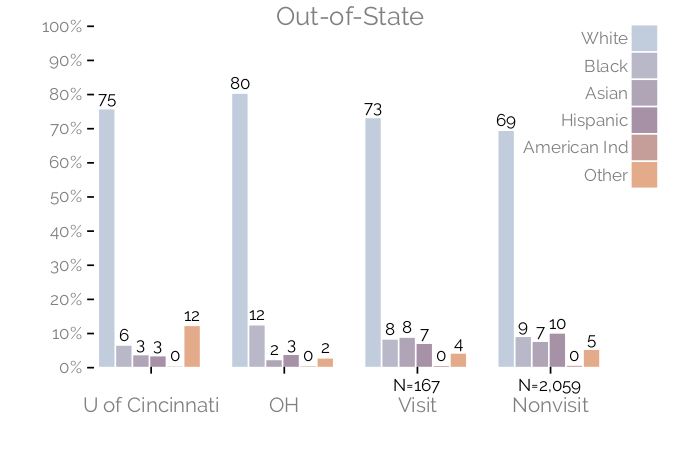 Out-of-State
100%
90%
80%
70%
60%
50%
40%
30%
20%
10%
0%
White
Black
Asian
Hispanic
American Ind
Other
75 6 3 3 0 12
80 12 2 3 0 2
73 8 8 7 0 4
69 9 7 10 0 5
N=167 N=2,059
U of Cincinnati OH Visit Nonvisit